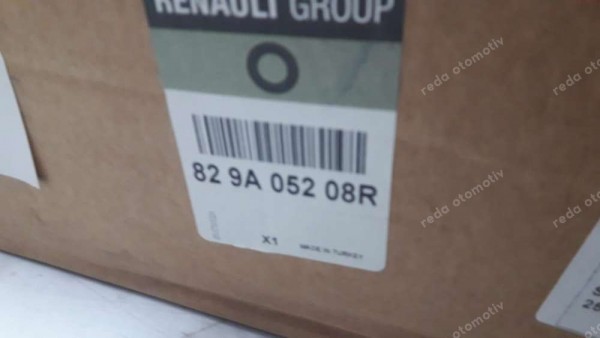 RENAULT GROUP
82 9A 052 08R
X1
MADE IN TURKEY
reda otomotiv
reda otomotiv
reda otomotiv
reda otomotiv
reda otomotiv